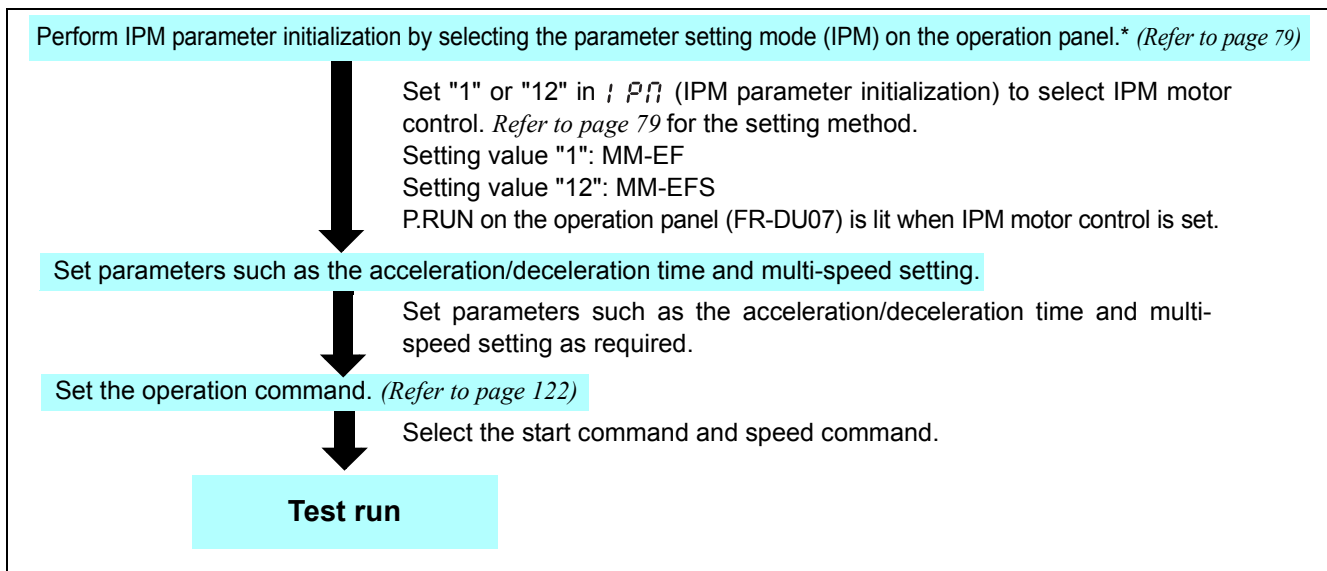 Perform IPM parameter initialization by selecting the parameter setting mode (IPM) on the operation panel.* (Refer to page 79)
Set "1" or "12" in IPM (IPM parameter initialization) to select IPM motor
control. Refer to page 79 for the setting method.
Setting value "1": MM-EF
Setting value "12": MM-EFS
P.RUN on the operation panel (FR-DU07) is lit when IPM motor control is set.
Set parameters such as the acceleration/deceleration time and multi-speed setting.
Set parameters such as the acceleration/deceleration time and multi-
speed setting as required.
Set the operation command. (Refer to page 122)
Select the start command and speed command.
Test run